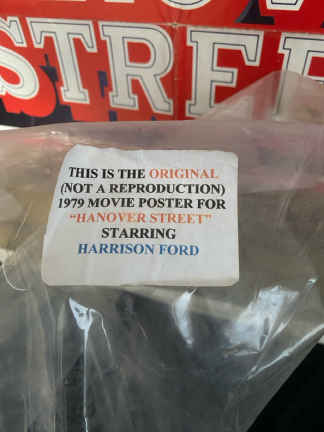 STREE
THIS IS THE ORIGINAL
(NOT A REPRODUCTION)
1979 MOVIE POSTER FOR
"HANOVER STREET"
STARRING
HARRISON FORD